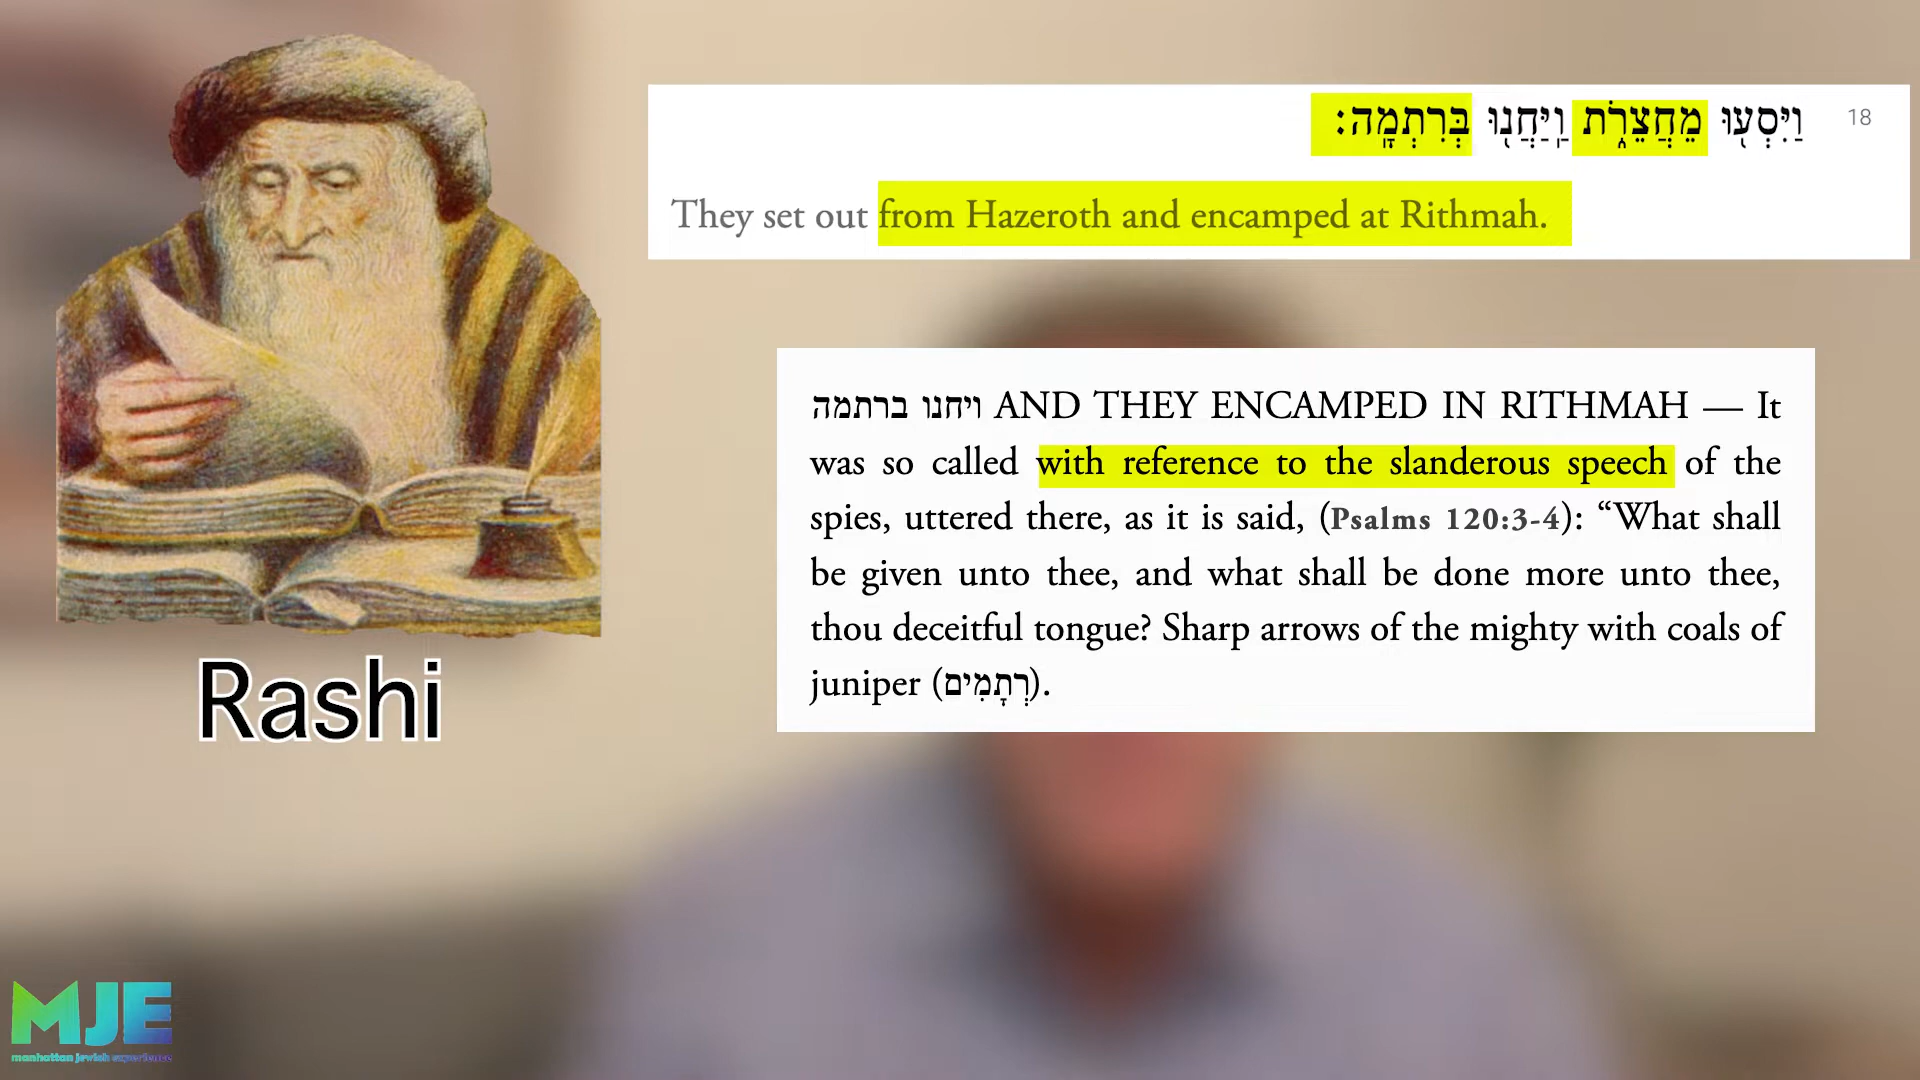 18 וַיִּסְע֖וּ מֵחֲצֵרֹ֑ת וַֽיַּחֲנ֖וּ בְּרִתְמָֽה׃
They set out from Hazeroth and encamped at Rithmah.
ויחנו ברתמה AND THEY ENCAMPED IN RITHMAH — It
was so called with reference to the slanderous speech of the
spies, uttered there, as it is said, (Psalms 120:3-4): “What shall
be given unto thee, and what shall be done more unto thee,
thou deceitful tongue? Sharp arrows of the mighty with coals of
juniper (רְתָמִים).
Rashi
MJE
manhattan jewish experience